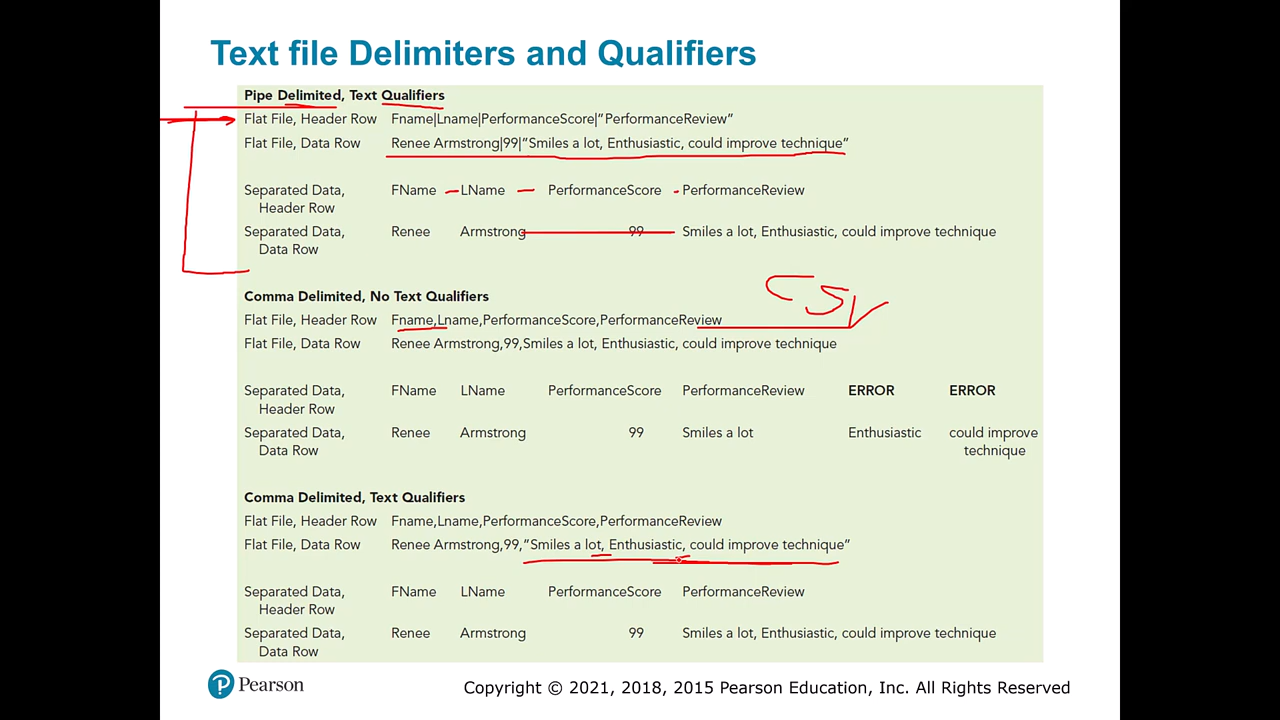 Text file Delimiters and Qualifiers
Pipe Delimited, Text Qualifiers
Flat File, Header Row Fname|Lname|PerformanceScore|"PerformanceReview"
Flat File, Data Row Renee Armstrong|99|"Smiles a lot, Enthusiastic, could improve technique"
Separated Data, FName LName PerformanceScore PerformanceReview
Header Row
Separated Data, Renee Armstrong 99 Smiles a lot, Enthusiastic, could improve technique
Data Row
CSV
Comma Delimited, No Text Qualifiers
Flat File, Header Row Fname,Lname,PerformanceScore,PerformanceReview
Flat File, Data Row Renee Armstrong,99,Smiles a lot, Enthusiastic, could improve technique
Separated Data, FName LName PerformanceScore PerformanceReview ERROR ERROR
Header Row
Separated Data, Renee Armstrong 99 Smiles a lot Enthusiastic could improve
Data Row technique
Comma Delimited, Text Qualifiers
Flat File, Header Row Fname,Lname,PerformanceScore,PerformanceReview
Flat File, Data Row Renee Armstrong,99,"Smiles a lot, Enthusiastic, could improve technique"
Separated Data, FName LName PerformanceScore PerformanceReview
Header Row
Separated Data, Renee Armstrong 99 Smiles a lot, Enthusiastic, could improve technique
Data Row
P Pearson
Copyright © 2021, 2018, 2015 Pearson Education, Inc. All Rights Reserved